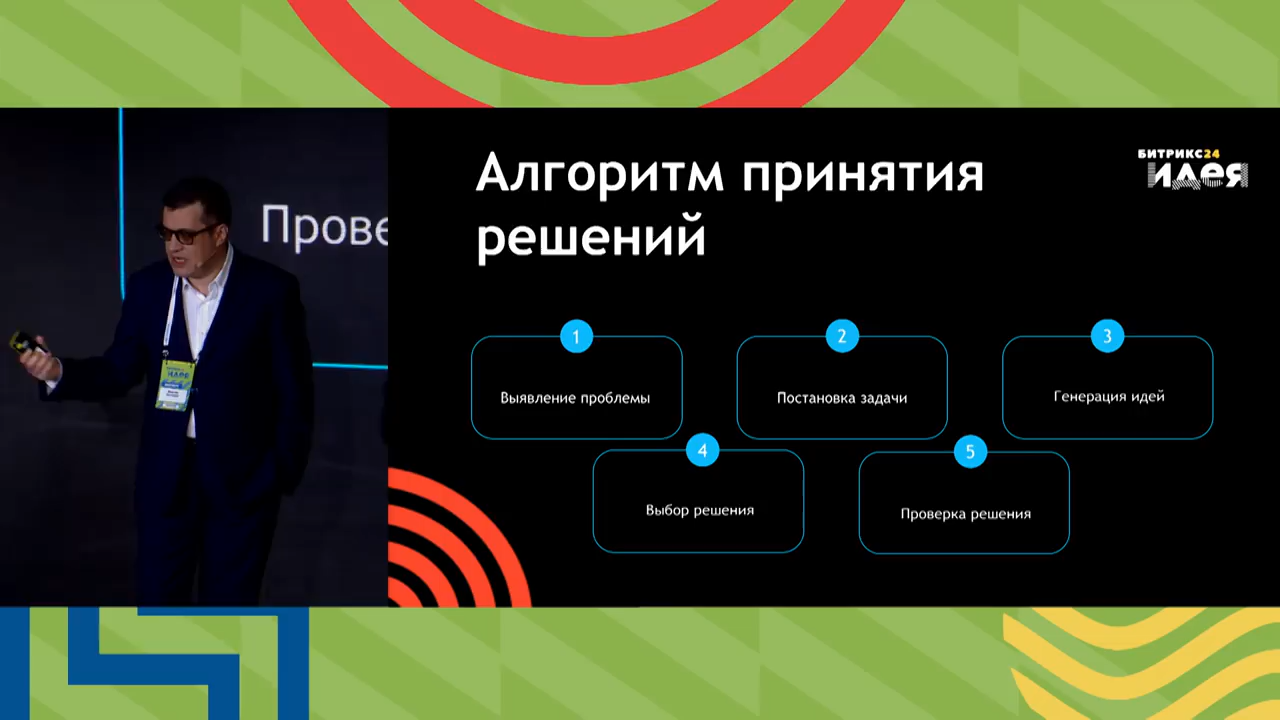 Прове
Алгоритм принятия
решений
БИТРИКС24
идея
1
Выявление проблемы
2
Постановка задачи
3
Генерация идей
4
Выбор решения
5
Проверка решения